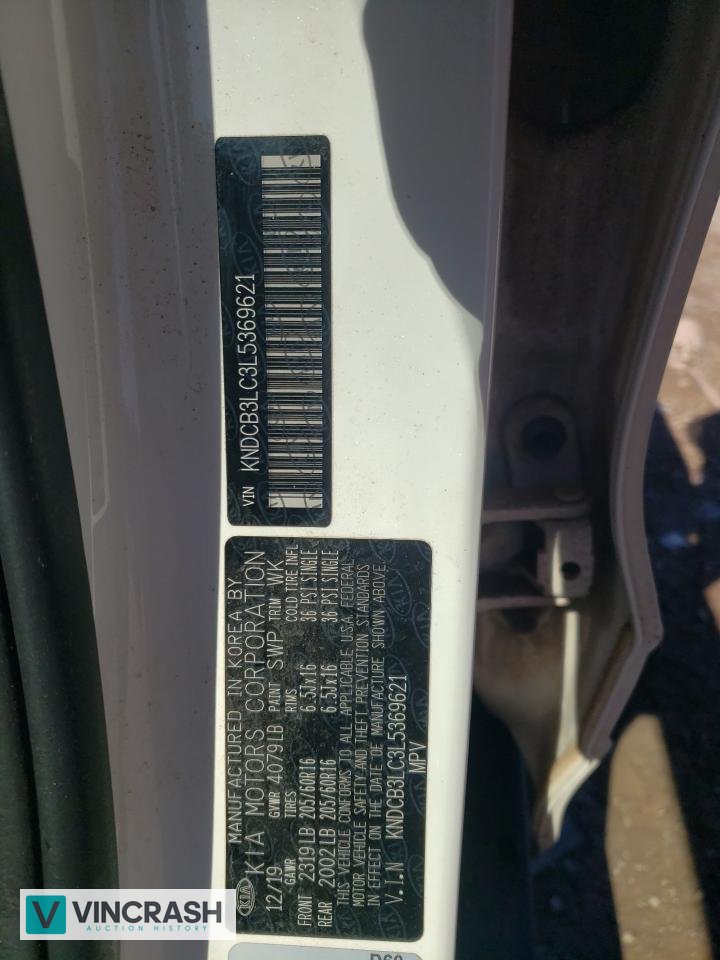 VIN KNDCB3LC3L5369621
MANUFACTURED IN KOREA BY
KIA KIA MOTORS CORPORATION
12/19 GVWR 4079LB PAINT SWP TRIM WK
GAWR TIRES RIMS COLD TIRE INFL
FRONT 2319LB 205/60R16 6.5Jx16 36 PSI SINGLE
REAR 2002LB 205/60R16 6.5Jx16 36 PSI SINGLE
THIS VEHICLE CONFORMS TO ALL APPLICABLE U.S.A. FEDERAL
MOTOR VEHICLE SAFETY AND THEFT PREVENTION STANDARDS
IN EFFECT ON THE DATE OF MANUFACTURE SHOWN ABOVE.
V.I.N KNDCB3LC3L5369621
MPV
V VINCRASH
AUCTION HISTORY